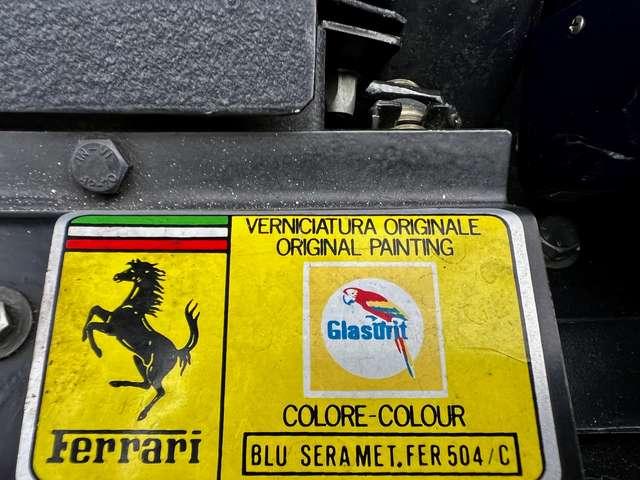 VERNICIATURA ORIGINALE
ORIGINAL PAINTING
Glasurit
COLORE-COLOUR
Ferrari
BLU SERA MET. FER 504/C